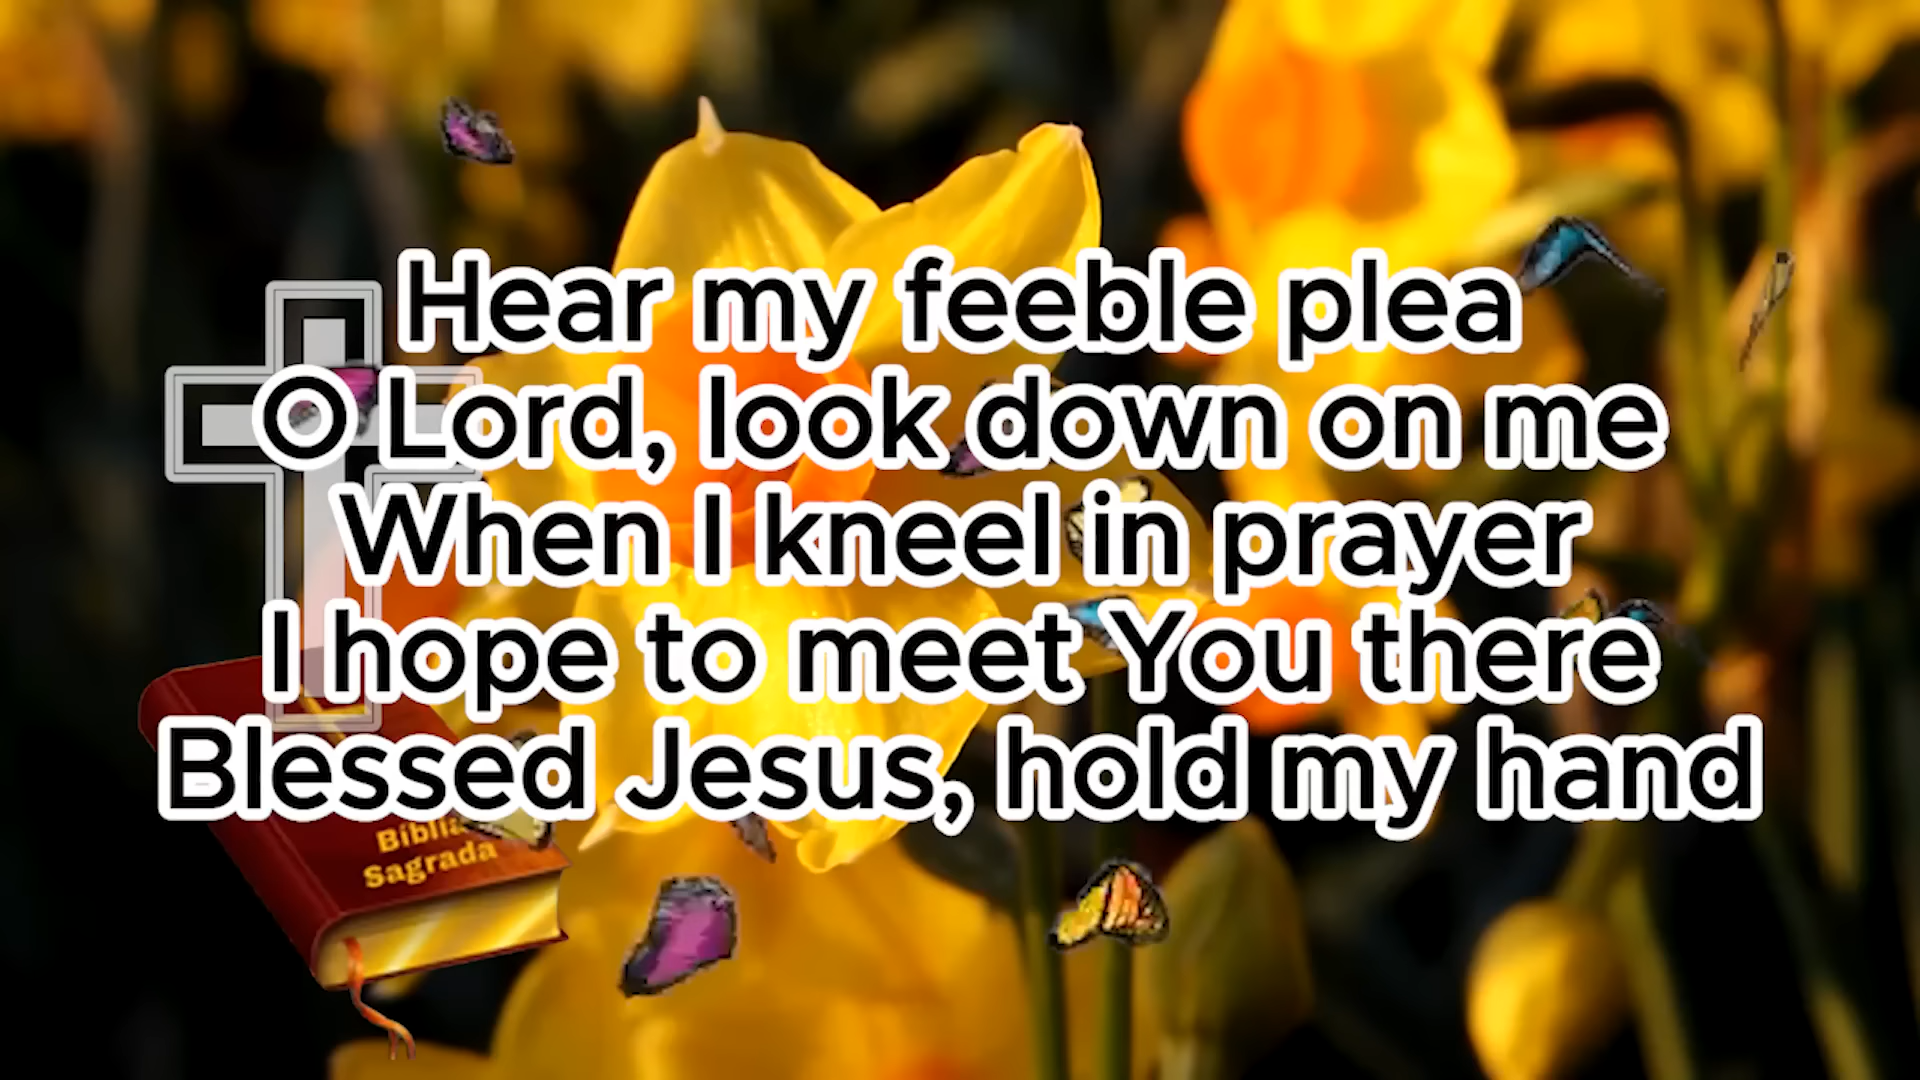 Hear my feeble plea
O Lord, look down on me
When I kneel in prayer
I hope to meet You there
Blessed Jesus, hold my hand
Bíblia
Sagrada